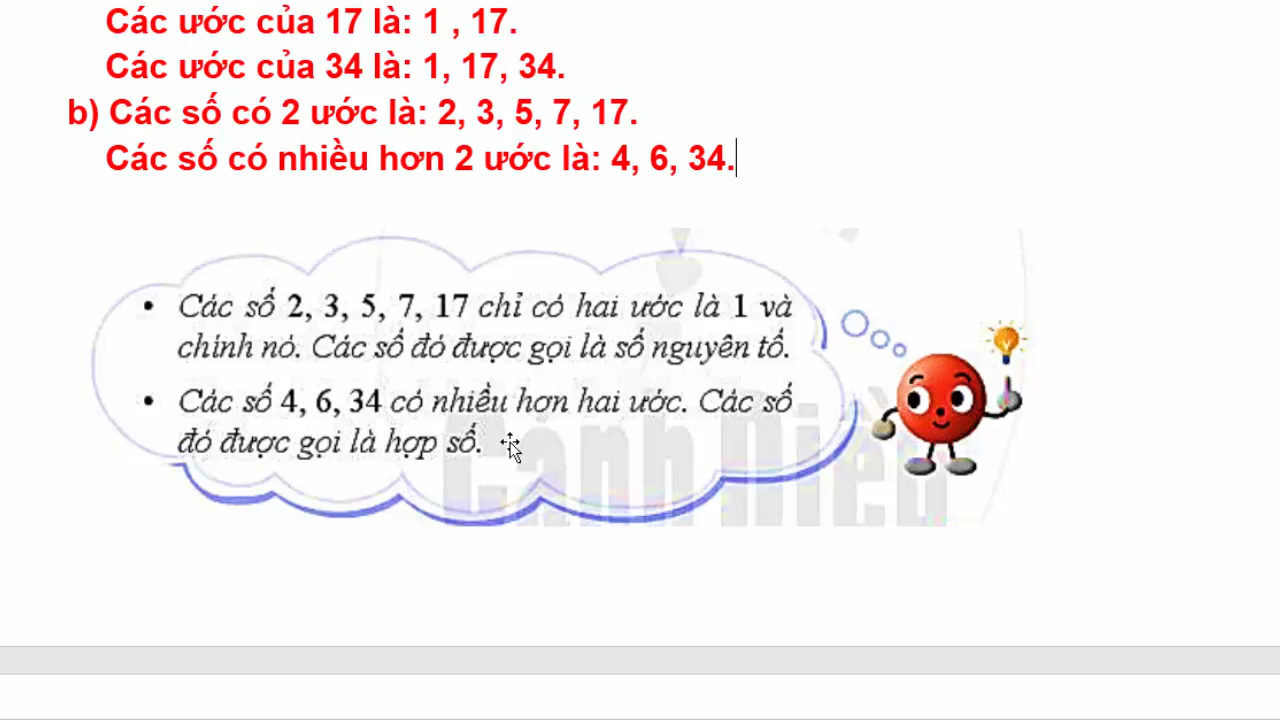 Các ước của 17 là: 1 , 17.
Các ước của 34 là: 1, 17, 34.
b) Các số có 2 ước là: 2, 3, 5, 7, 17.
Các số có nhiều hơn 2 ước là: 4, 6, 34.
• Các số 2, 3, 5, 7, 17 chỉ có hai ước là 1 và
chính nó. Các số đó được gọi là số nguyên tố.
• Các số 4, 6, 34 có nhiều hơn hai ước. Các số
đó được gọi là hợp số.
Cánh Diều